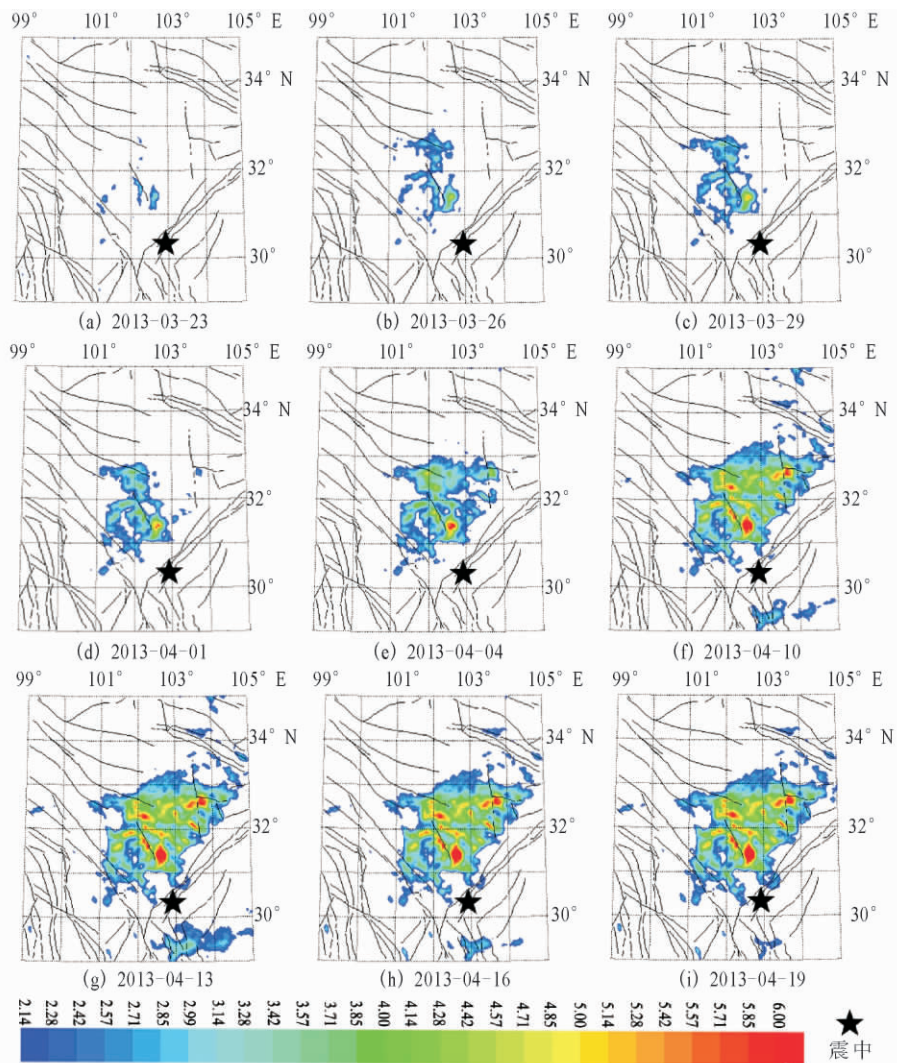 99° 101° 103° 105° E
99° 101° 103° 105° E
99° 101° 103° 105° E
34° N
34° N
34° N
32°
32°
32°
30°
30°
30°
(a) 2013-03-23
(b) 2013-03-26
(c) 2013-03-29
99° 101° 103° 105° E
99° 101° 103° 105° E
99° 101° 103° 105° E
34° N
34° N
34° N
32°
32°
32°
30°
30°
30°
(d) 2013-04-01
(e) 2013-04-04
(f) 2013-04-10
99° 101° 103° 105° E
99° 101° 103° 105° E
99° 101° 103° 105° E
34° N
34° N
34° N
32°
32°
32°
30°
30°
30°
(g) 2013-04-13
(h) 2013-04-16
(i) 2013-04-19
2.14 2.28 2.42 2.57 2.71 2.85 2.99 3.14 3.28 3.42 3.57 3.71 3.85 4.00 4.14 4.28 4.42 4.57 4.71 4.85 5.00 5.14 5.28 5.42 5.57 5.71 5.85 6.00
震中